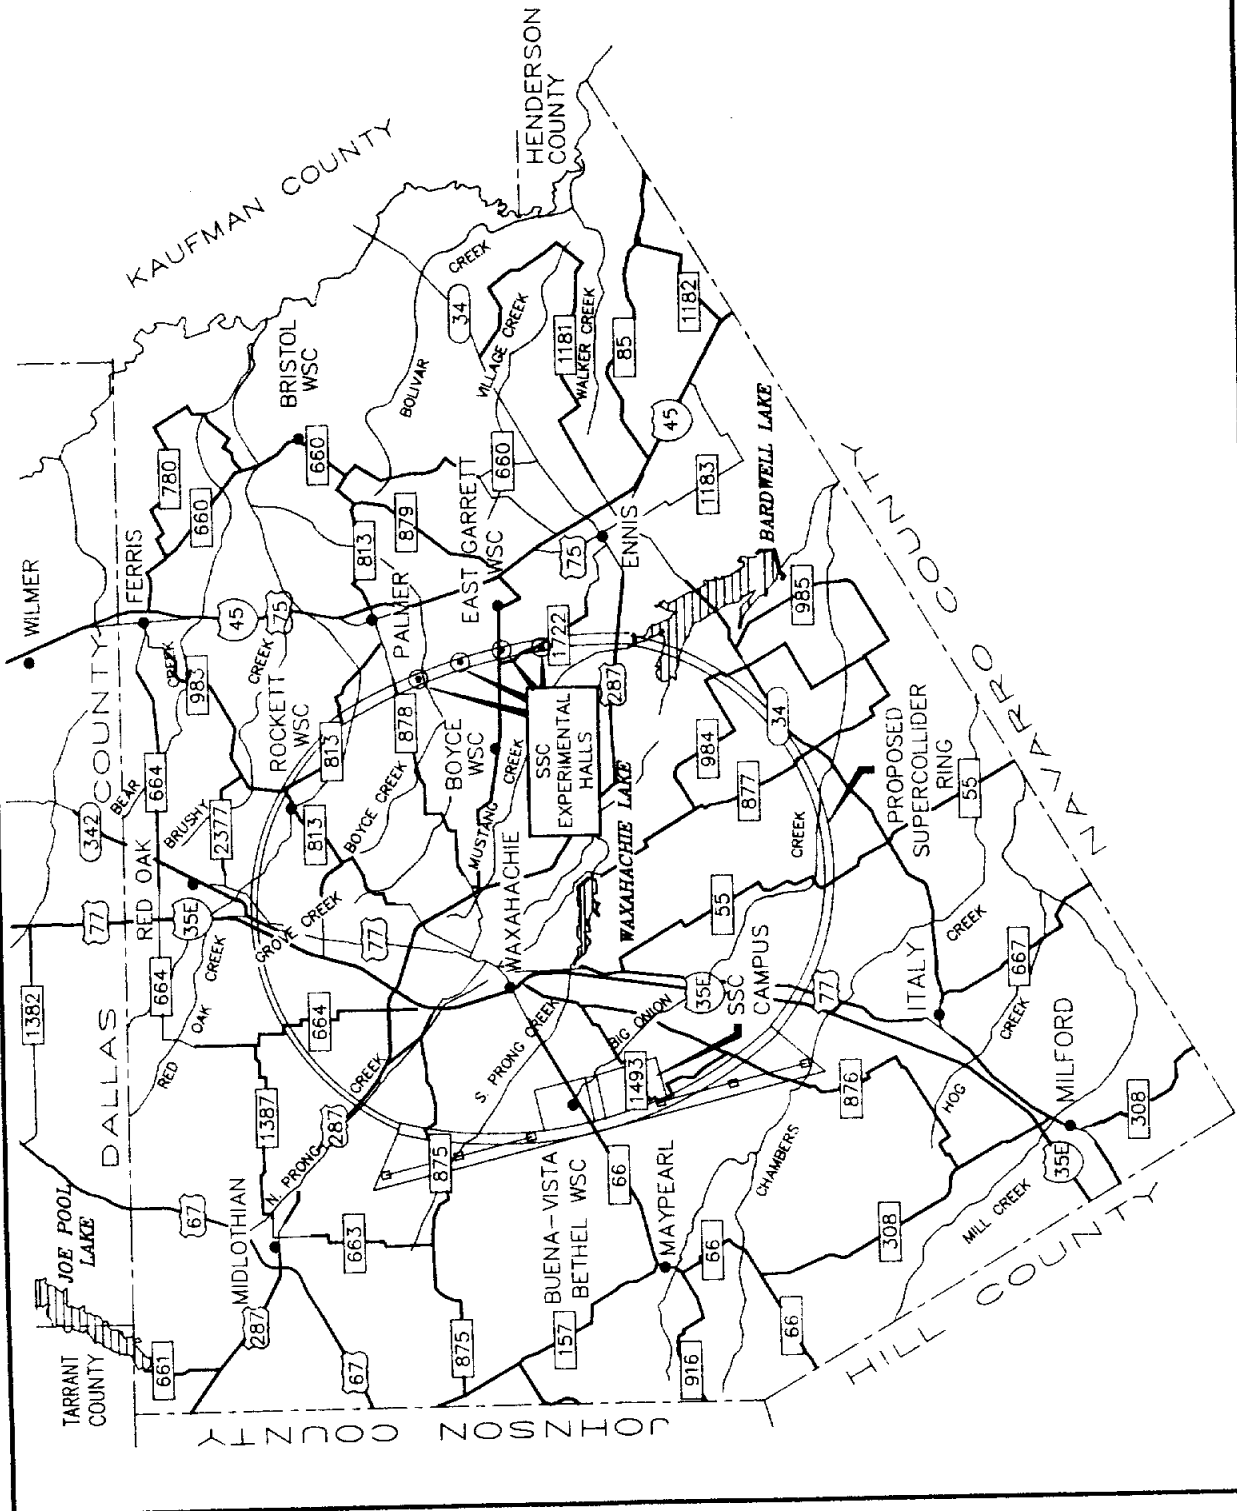 WILMER
KAUFMAN COUNTY
HENDERSON
COUNTY
DALLAS COUNTY
TARRANT
COUNTY
JOE POOL
LAKE
JOHNSON COUNTY
HILL COUNTY
NAVARRO COUNTY
FERRIS
BRISTOL
WSC
RED OAK
ROCKETT
WSC
PALMER
EAST GARRETT
WSC
BOYCE
WSC
ENNIS
WAXAHACHIE
MIDLOTHIAN
BUENA-VISTA
BETHEL WSC
MAYPEARL
ITALY
MILFORD
BARDWELL LAKE
WAXAHACHIE LAKE
SSC
EXPERIMENTAL
HALLS
SSC
CAMPUS
PROPOSED
SUPERCOLLIDER
RING
BEAR
CREEK
BRUSHY
CREEK
RED
OAK
CREEK
GROVE CREEK
BOYCE CREEK
MUSTANG
CREEK
BOLIVAR
CREEK
VILLAGE CREEK
WALKER CREEK
N. PRONG
CREEK
S. PRONG CREEK
BIG ONION
CREEK
CHAMBERS
HOG
CREEK
MILL CREEK
CREEK
1382
77
342
35E
664
664
664
2377
983
45
75
780
660
660
660
813
813
813
879
878
34
1181
85
1182
45
1183
75
1722
287
985
984
877
34
55
55
77
35E
77
667
876
1493
66
875
287
1387
67
663
661
287
67
875
157
916
66
66
308
308
35E